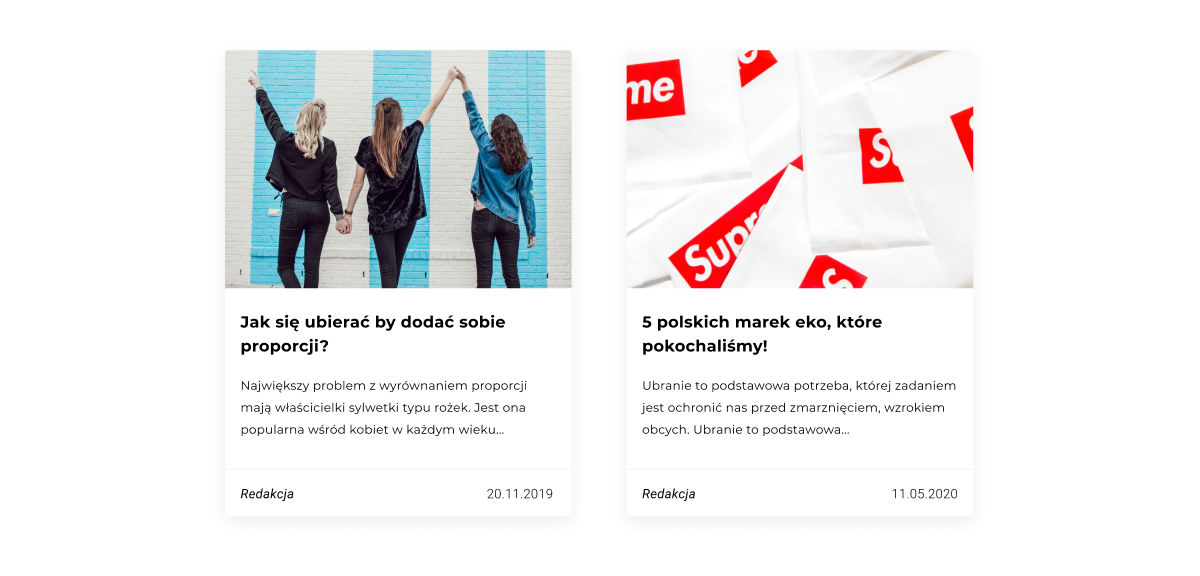 me
Su
Supre
S
Jak się ubierać by dodać sobie
proporcji?
Największy problem z wyrównaniem proporcji
mają właścicielki sylwetki typu rożek. Jest ona
popularna wśród kobiet w każdym wieku...
Redakcja
20.11.2019
5 polskich marek eko, które
pokochaliśmy!
Ubranie to podstawowa potrzeba, której zadaniem
jest ochronić nas przed zmarznięciem, wzrokiem
obcych. Ubranie to podstawowa...
Redakcja
11.05.2020